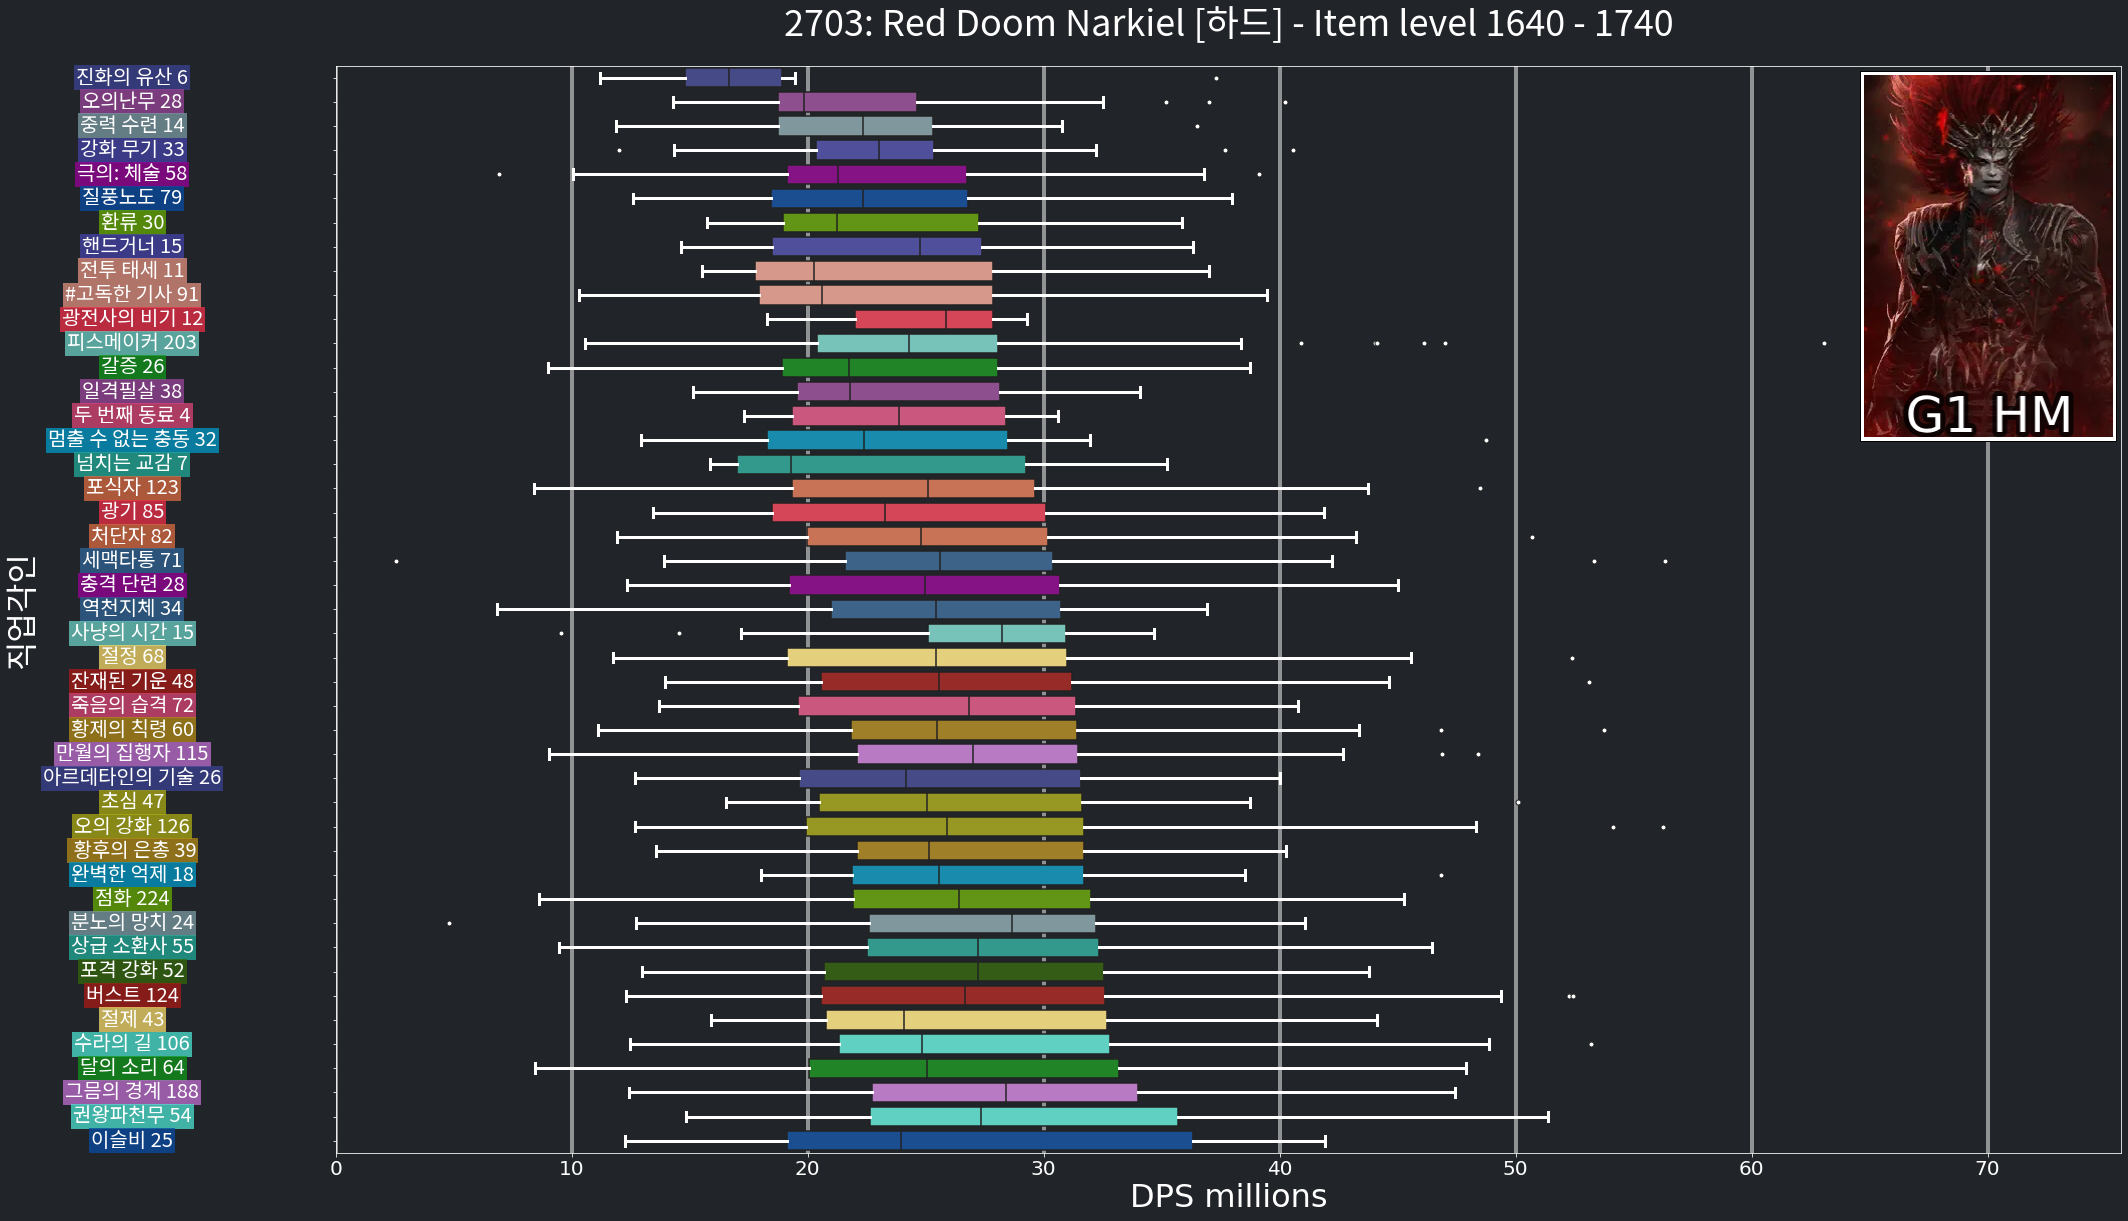 2703: Red Doom Narkiel [하드] - Item level 1640 - 1740
진화의 유산 6
오의난무 28
중력 수련 14
강화 무기 33
극의: 체술 58
질풍노도 79
환류 30
핸드거너 15
전투 태세 11
#고독한 기사 91
광전사의 비기 12
피스메이커 203
갈증 26
일격필살 38
두 번째 동료 4
멈출 수 없는 충동 32
넘치는 교감 7
포식자 123
광기 85
처단자 82
세맥타통 71
충격 단련 28
역천지체 34
사냥의 시간 15
절정 68
잔재된 기운 48
죽음의 습격 72
황제의 칙령 60
만월의 집행자 115
아르데타인의 기술 26
초심 47
오의 강화 126
황후의 은총 39
완벽한 억제 18
점화 224
분노의 망치 24
상급 소환사 55
포격 강화 52
버스트 124
절제 43
수라의 길 106
달의 소리 64
그믐의 경계 188
권왕파천무 54
이슬비 25
직업각인
G1 HM
0 10 20 30 40 50 60 70
DPS millions